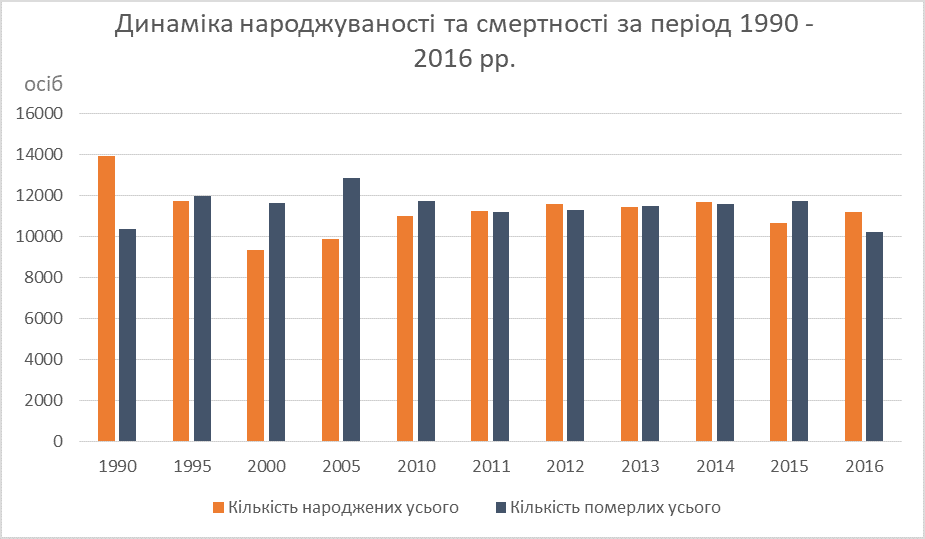 Динаміка народжуваності та смертності за період 1990 -
2016 рр.
осіб
16000
14000
12000
10000
8000
6000
4000
2000
0
1990 1995 2000 2005 2010 2011 2012 2013 2014 2015 2016
Кількість народжених усього Кількість померлих усього